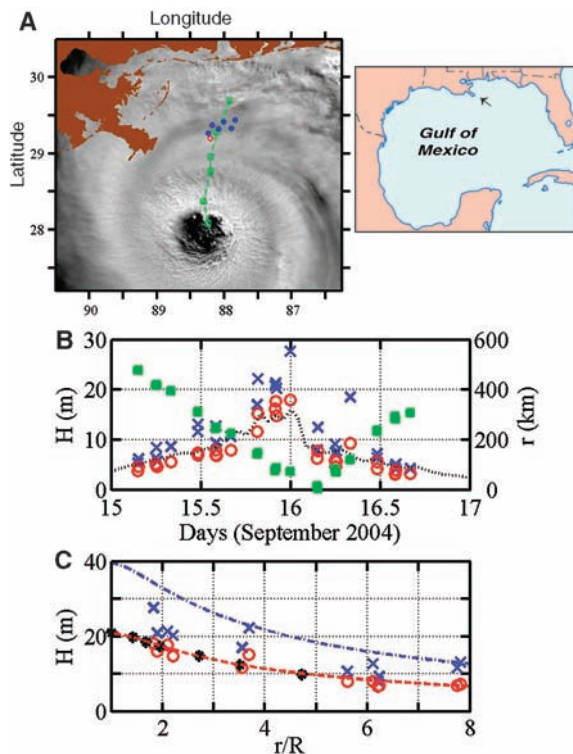 Longitude
A
Latitude
30
29
28
90 89 88 87
Gulf of
Mexico
B
H (m)
30
20
10
0
r (km)
600
400
200
0
15 15.5 16 16.5 17
Days (September 2004)
C
H (m)
40
20
0
2 4 6 8
r/R